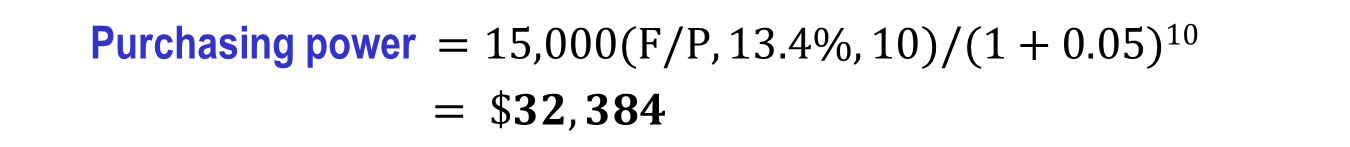 Purchasing power = 15,000(F/P, 13.4%, 10)/(1 + 0.05)¹⁰
= $32,384